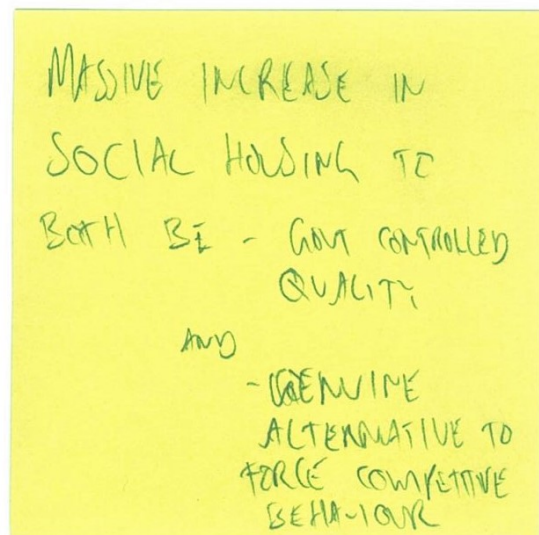 MASSIVE INCREASE IN
SOCIAL HOUSING TO
BOTH BE - GOVT CONTROLLED
QUALITY
AND
- GENUINE
ALTERNATIVE TO
FORCE COMPETITIVE
BEHAVIOUR